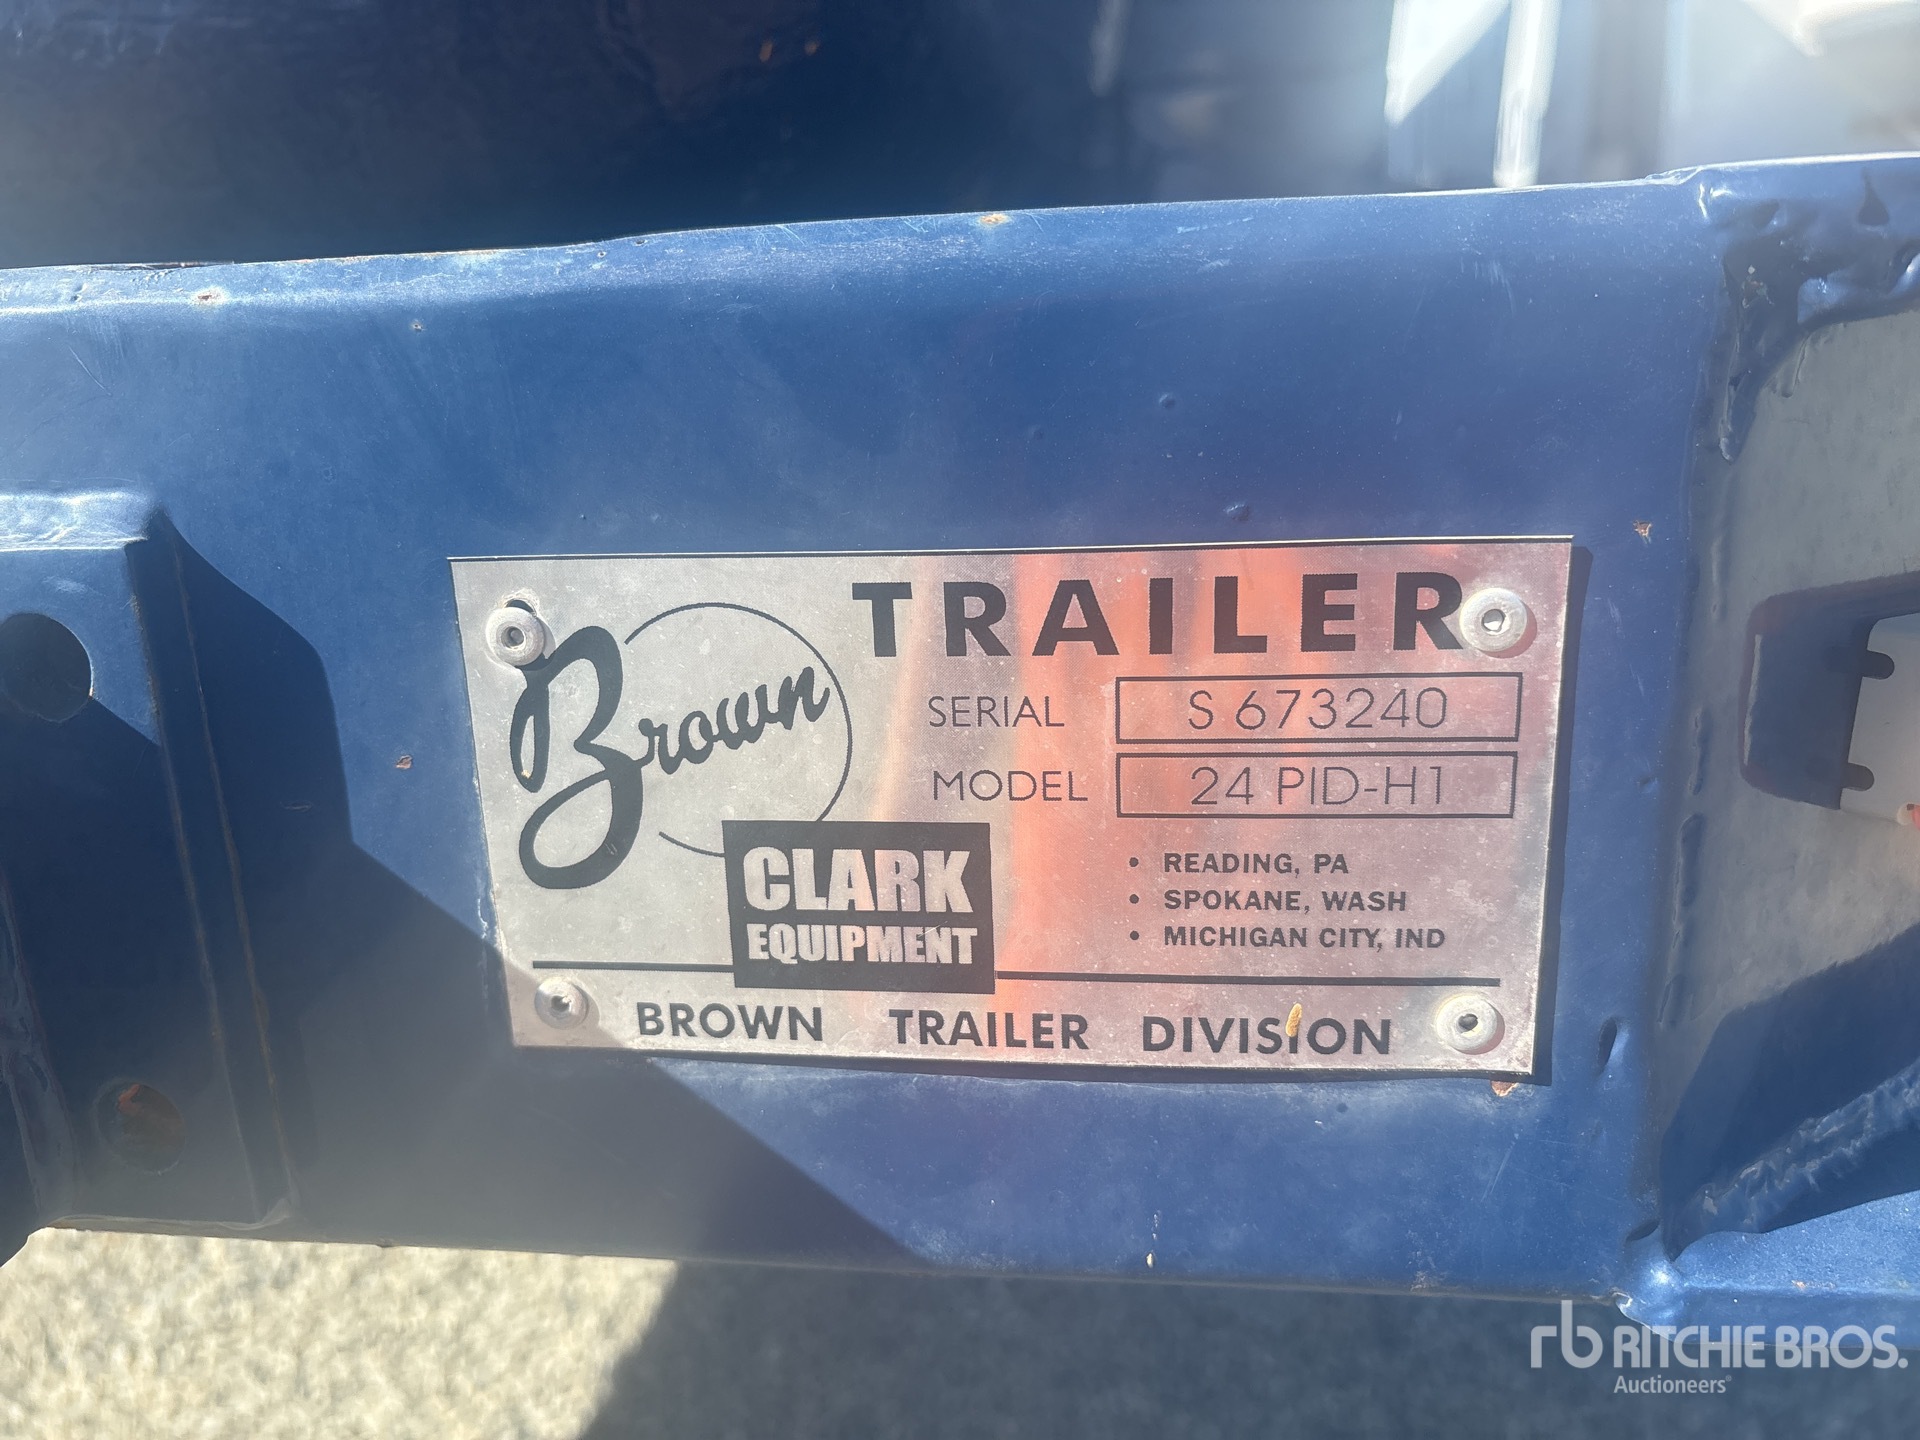 Brown
TRAILER
SERIAL S 673240
MODEL 24 PID-H1
CLARK
EQUIPMENT
• READING, PA
• SPOKANE, WASH
• MICHIGAN CITY, IND
BROWN TRAILER DIVISION
rb RITCHIE BROS.
Auctioneers